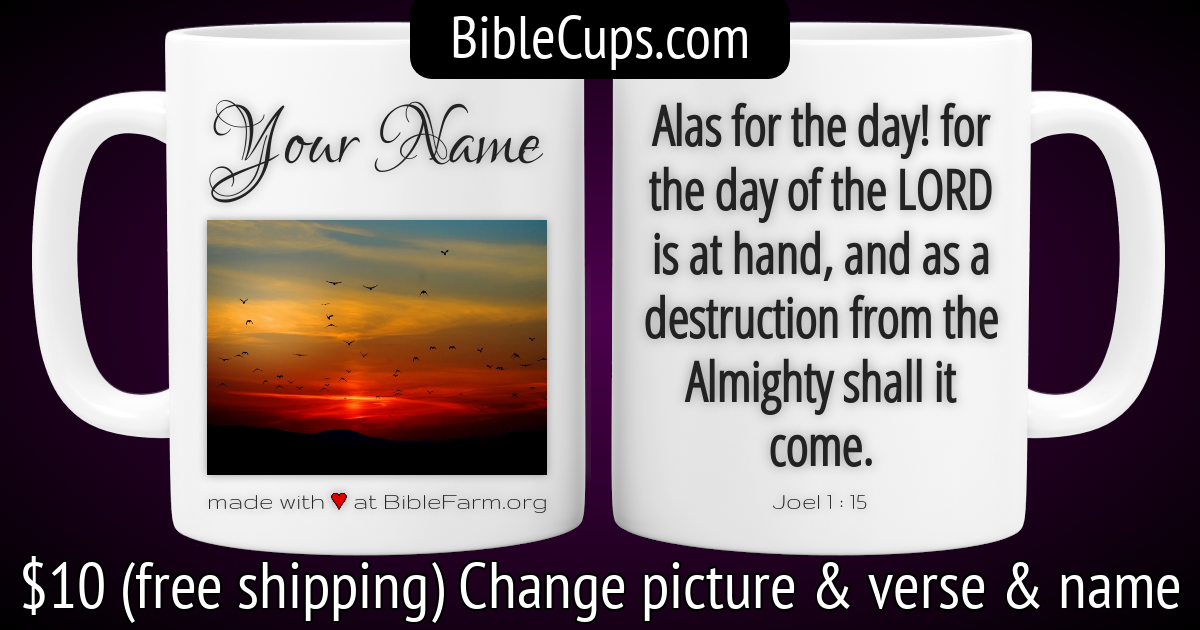 BibleCups.com
Your Name
made with ♥ at BibleFarm.org
Alas for the day! for
the day of the LORD
is at hand, and as a
destruction from the
Almighty shall it
come.
Joel 1 : 15
$10 (free shipping) Change picture & verse & name